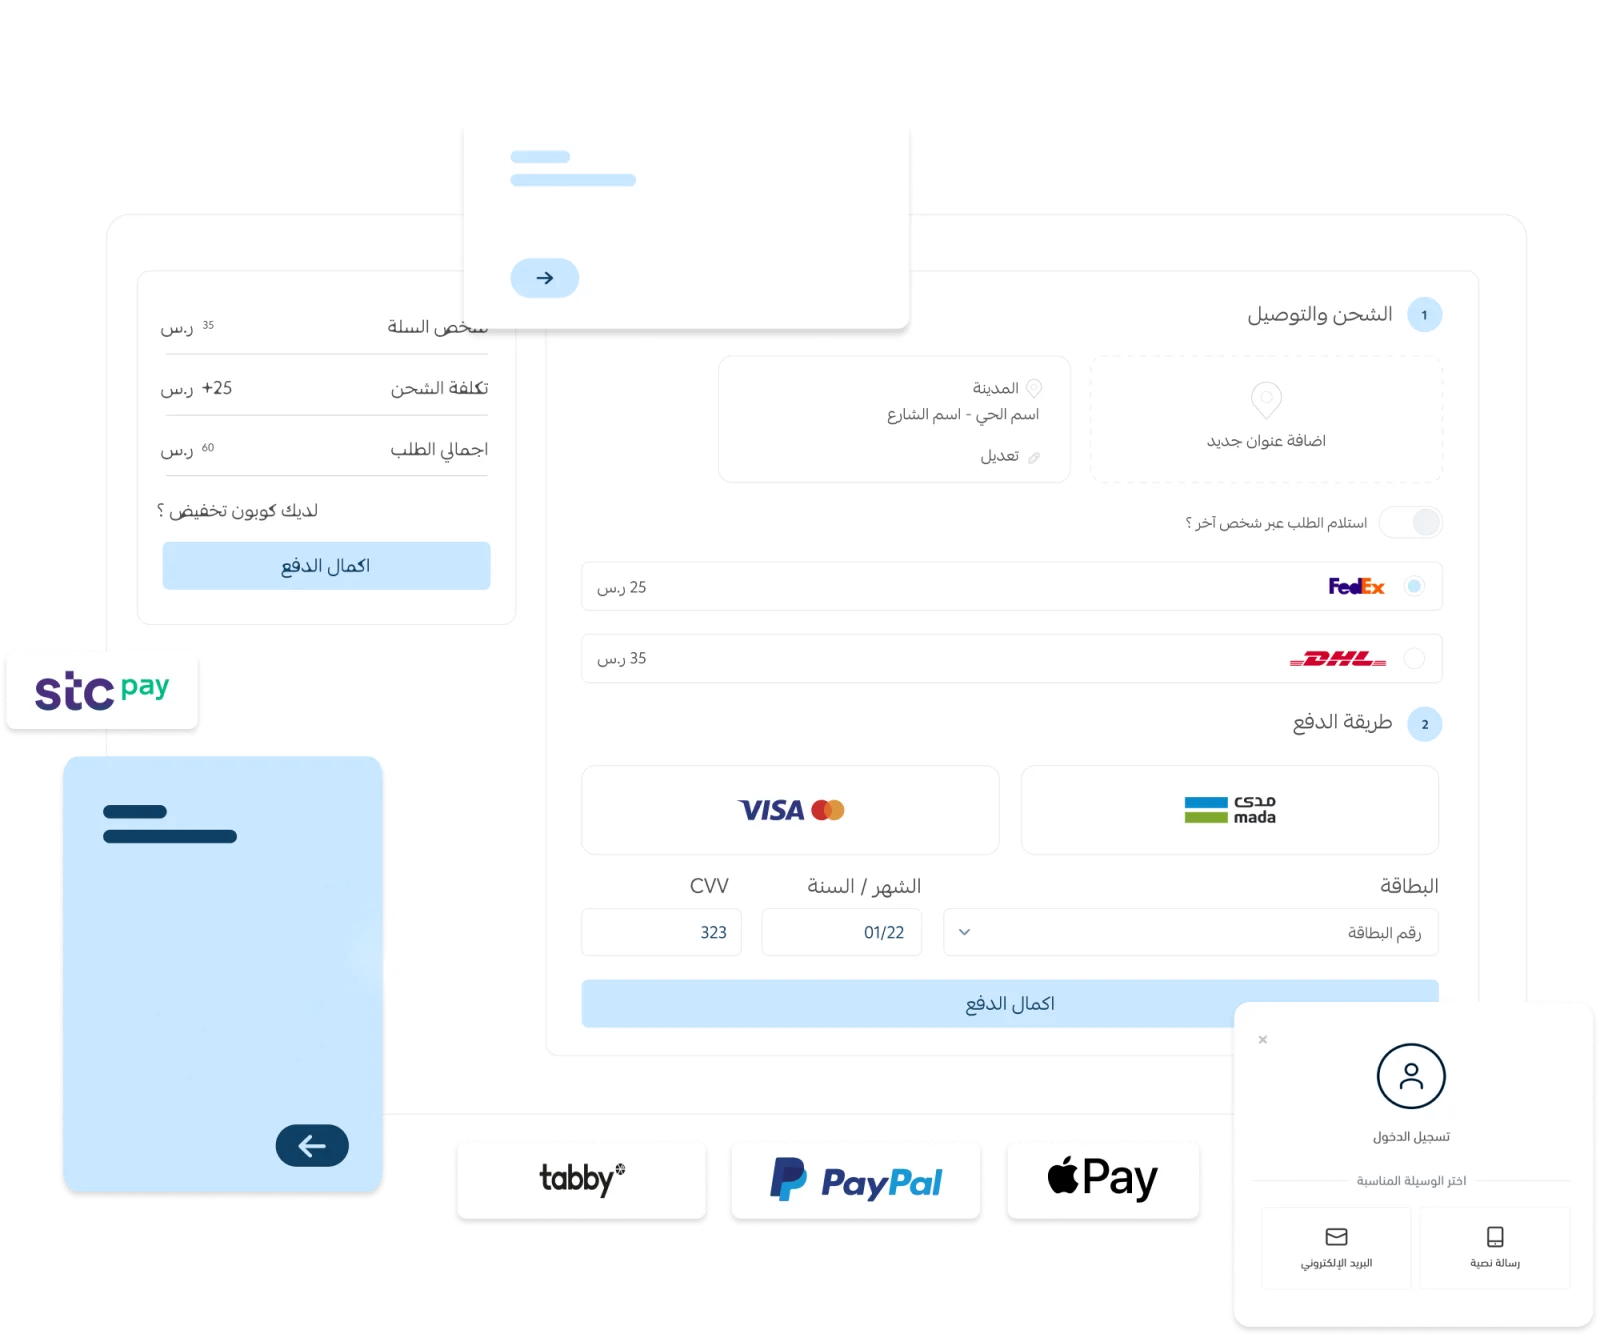 1 الشحن والتوصيل
اضافة عنوان جديد
المدينة
اسم الحي - اسم الشارع
تعديل
استلام الطلب عبر شخص آخر ؟
FedEx 25 ر.س
DHL 35 ر.س
2 طريقة الدفع
مدى
mada
VISA
البطاقة
رقم البطاقة
الشهر / السنة
01/22
CVV
323
اكمال الدفع
السلة 35 ر.س
تكلفة الشحن +25 ر.س
اجمالي الطلب 60 ر.س
لديك كوبون تخفيض ؟
اكمال الدفع
stc pay
tabby
PayPal
Pay
تسجيل الدخول
اختر الوسيلة المناسبة
رسالة نصية
البريد الإلكتروني